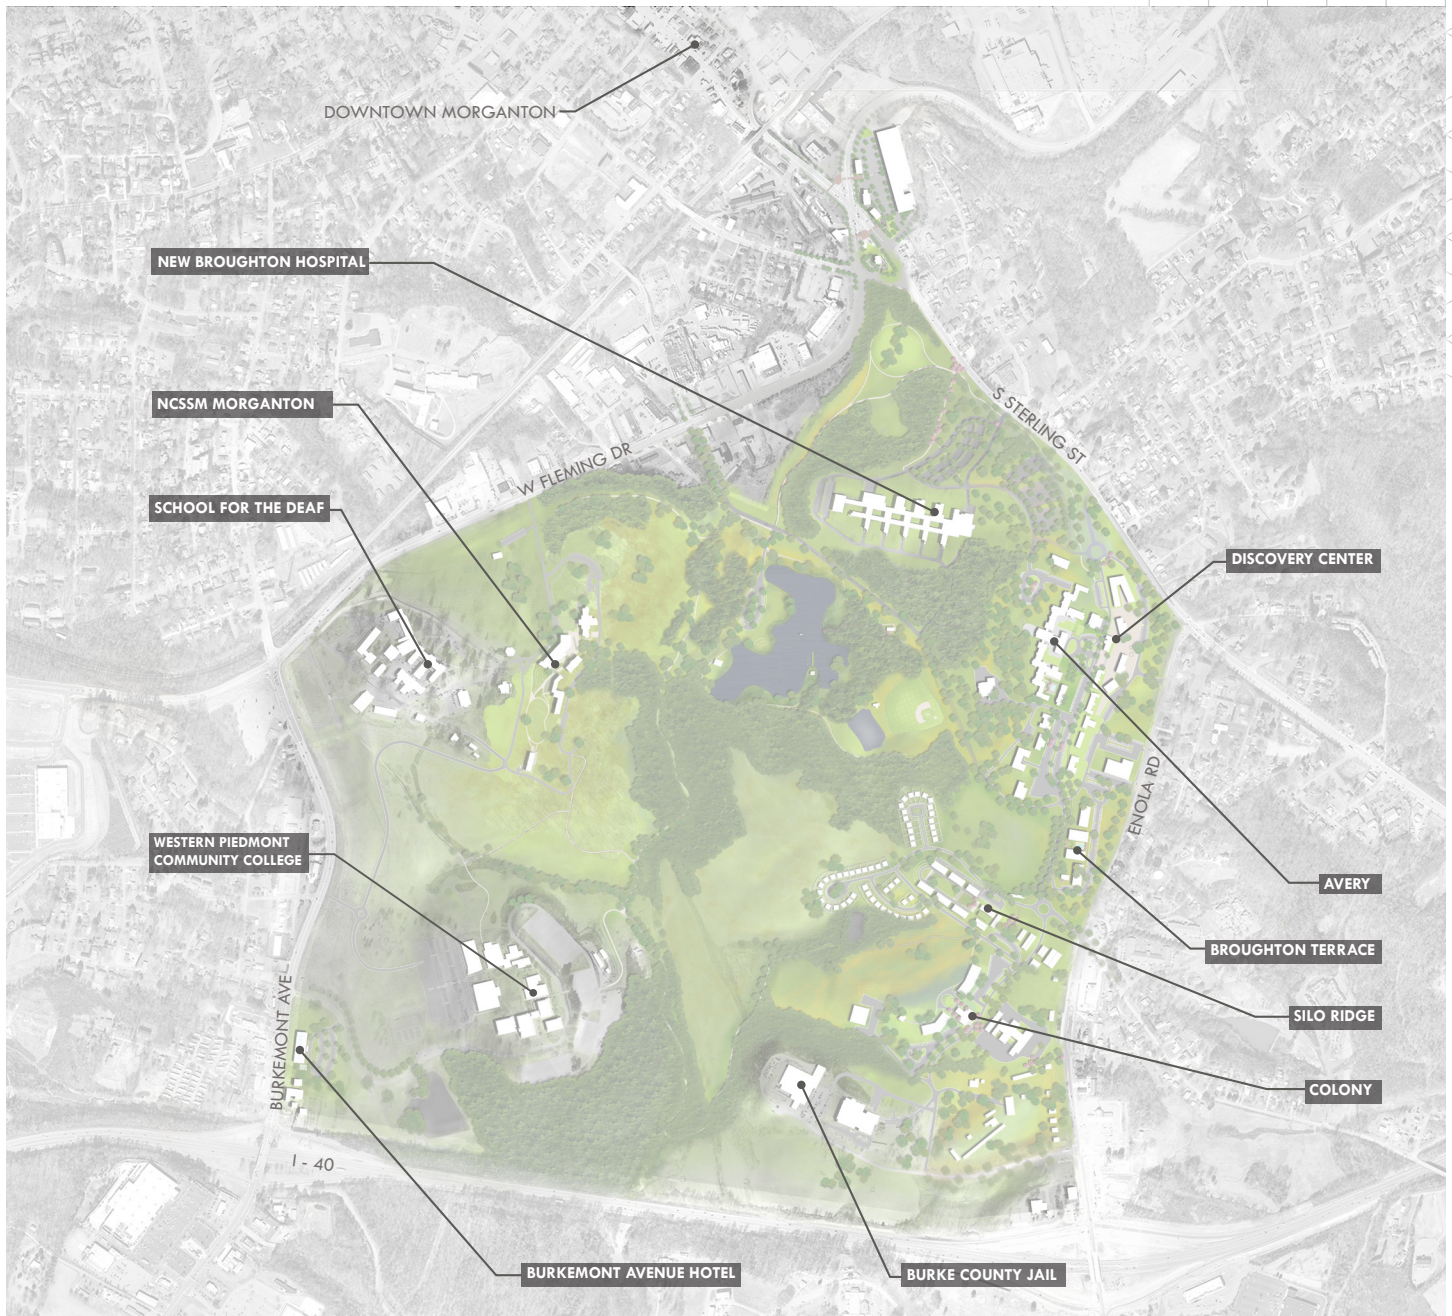 DOWNTOWN MORGANTON
NEW BROUGHTON HOSPITAL
NCSSM MORGANTON
S STERLING ST
W FLEMING DR
SCHOOL FOR THE DEAF
DISCOVERY CENTER
ENOLA RD
WESTERN PIEDMONT
COMMUNITY COLLEGE
AVERY
BROUGHTON TERRACE
BURKEMONT AVE
SILO RIDGE
COLONY
I - 40
BURKEMONT AVENUE HOTEL
BURKE COUNTY JAIL